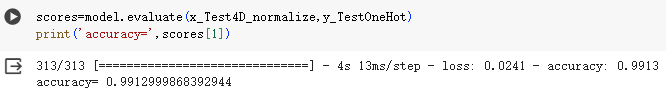 scores=model.evaluate(x_Test4D_normalize,y_TestOneHot)
print('accuracy=',scores[1])
313/313 [==============================] - 4s 13ms/step - loss: 0.0241 - accuracy: 0.9913
accuracy= 0.9912999868392944